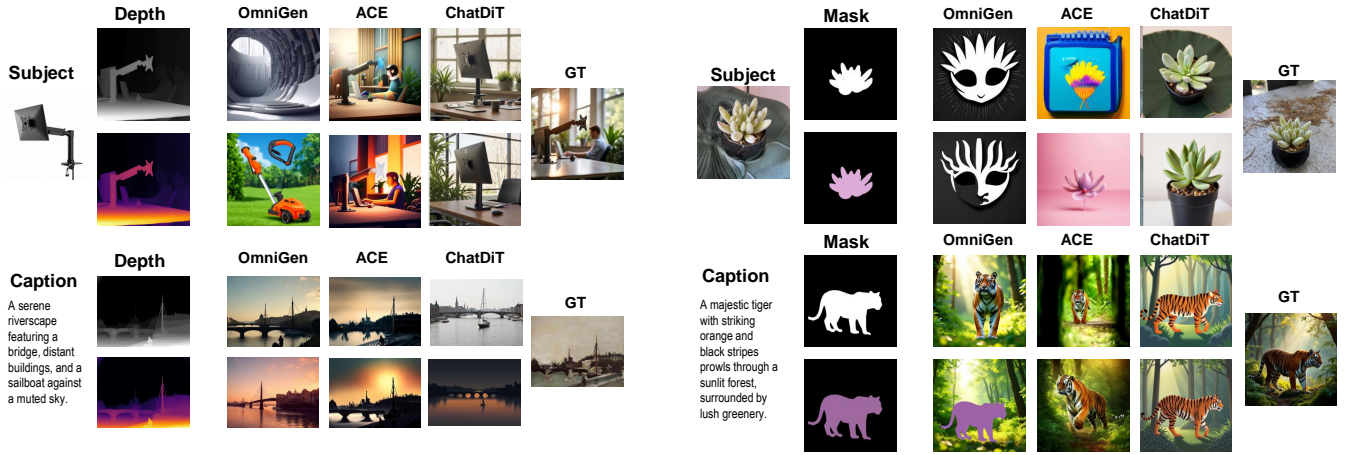 Depth
OmniGen
ACE
ChatDiT
Subject
GT
Depth
OmniGen
ACE
ChatDiT
Caption
GT
A serene
riverscape
featuring a
bridge, distant
buildings, and a
sailboat against
a muted sky.
Mask
OmniGen
ACE
ChatDiT
Subject
GT
Mask
OmniGen
ACE
ChatDiT
Caption
GT
A majestic tiger
with striking
orange and
black stripes
prowls through a
sunlit forest,
surrounded by
lush greenery.